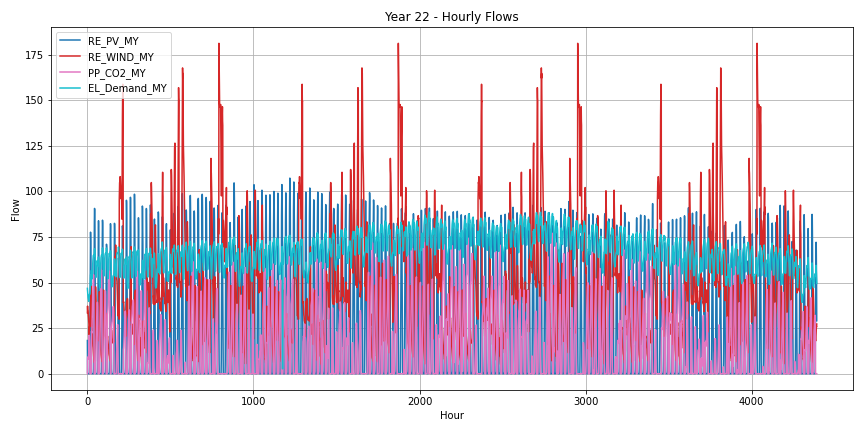 Year 22 - Hourly Flows
RE_PV_MY
RE_WIND_MY
PP_CO2_MY
EL_Demand_MY
175
150
125
100
75
50
25
0
Flow
0 1000 2000 3000 4000
Hour